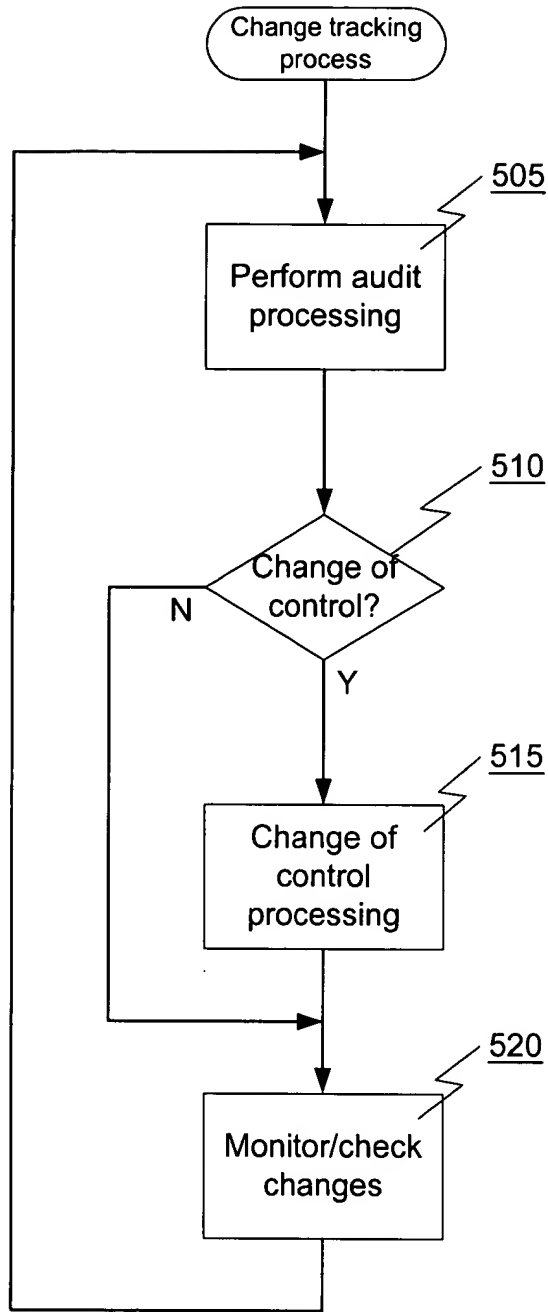 Change tracking
process
505
Perform audit
processing
510
Change of
control?
N
Y
515
Change of
control
processing
520
Monitor/check
changes